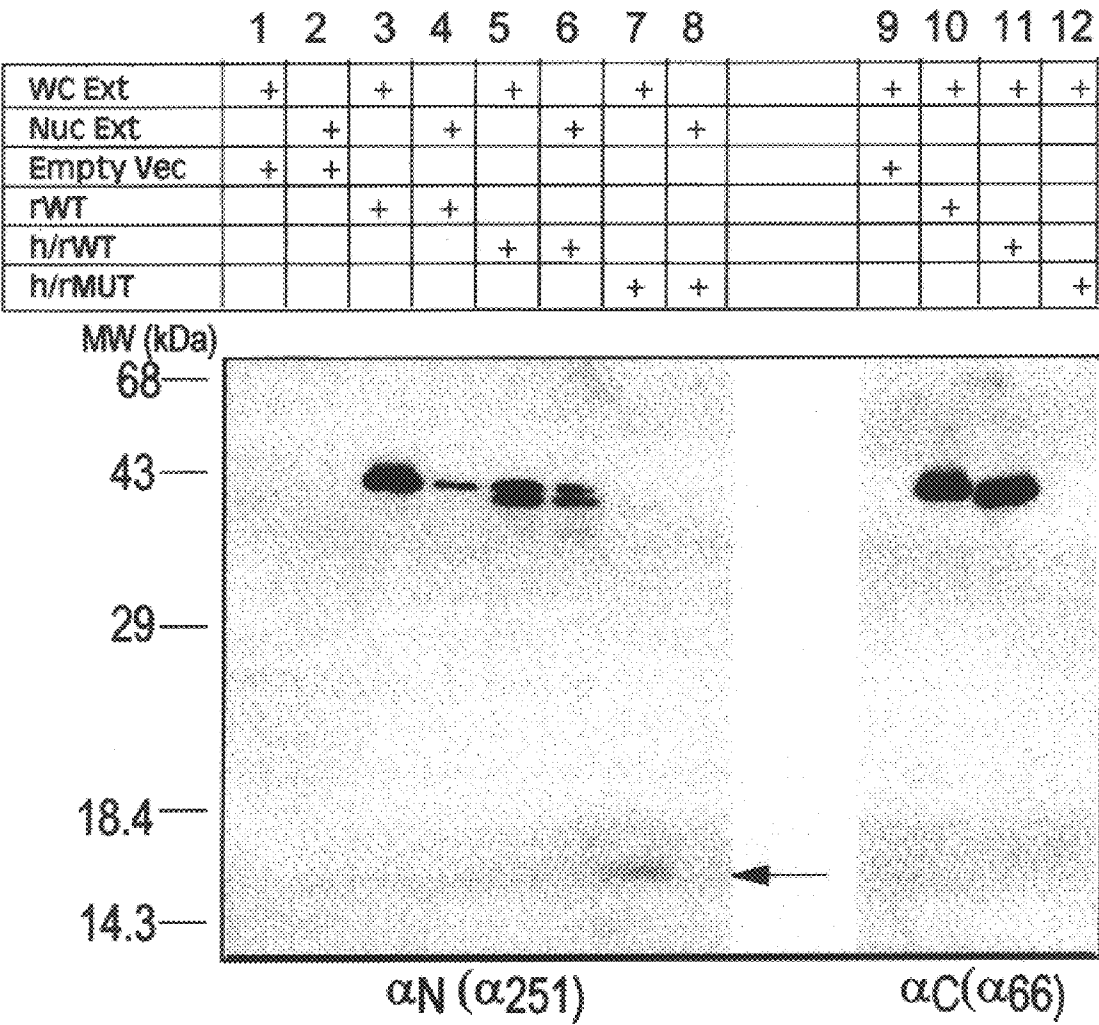 1 2 3 4 5 6 7 8 9 10 11 12
WC Ext + + + + + + + +
Nuc Ext + + + +
Empty Vec + + +
rWT + + +
h/rWT + + +
h/rMUT + + +
MW (kDa)
68
43
29
18.4
14.3
αN (α251) αC(α66)